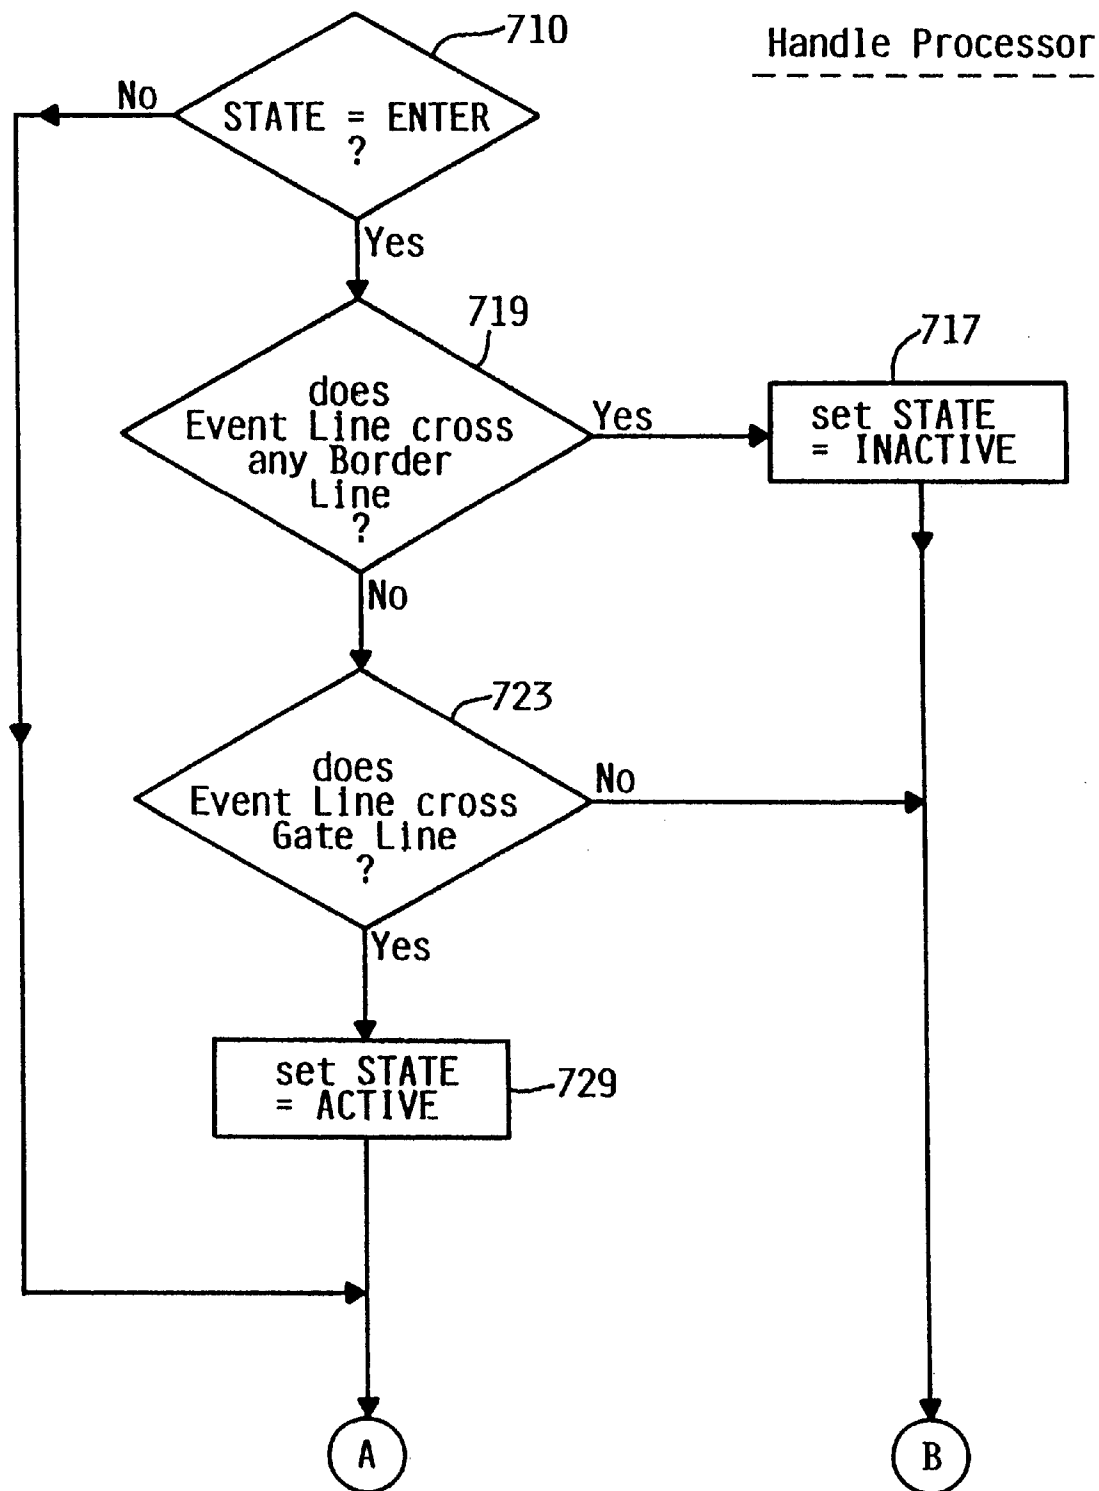 710
Handle Processor
No
STATE = ENTER
?
Yes
719
717
does
Event Line cross
any Border
Line
?
Yes
set STATE
= INACTIVE
No
723
does
Event Line cross
Gate Line
?
No
Yes
set STATE
= ACTIVE
729
A
B